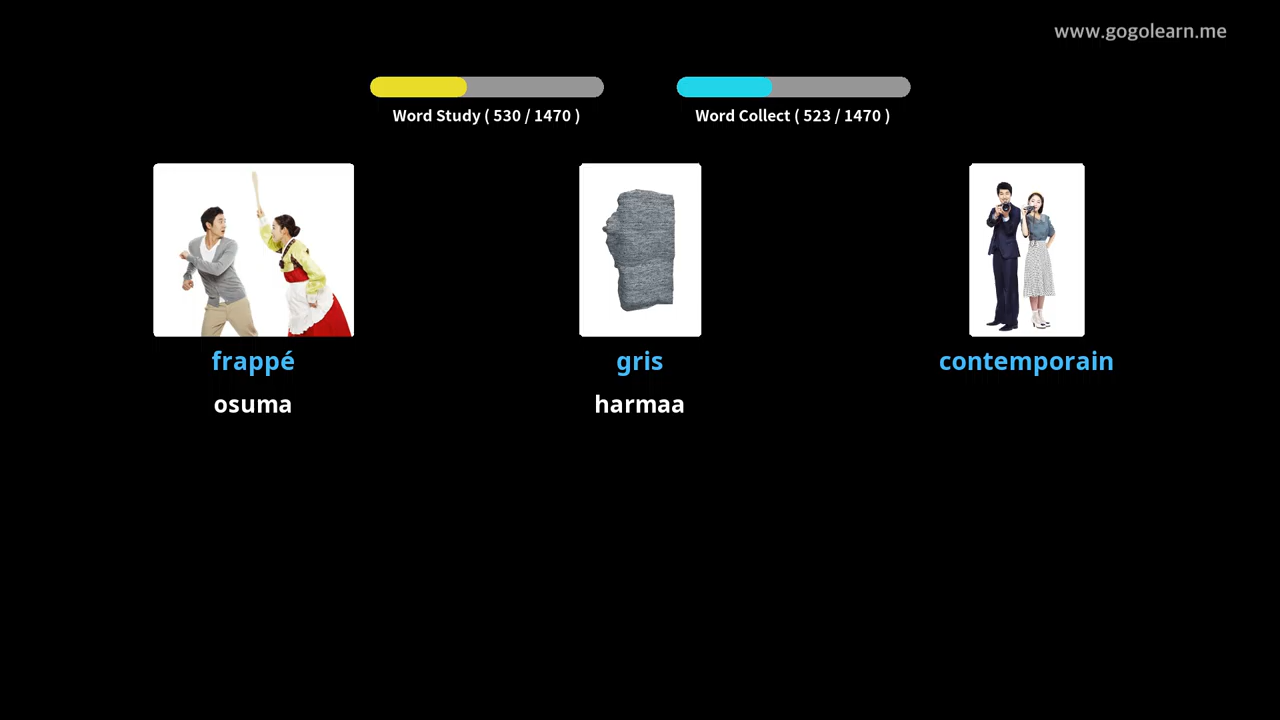 www.gogolearn.me
Word Study ( 530 / 1470 )
Word Collect ( 523 / 1470 )
frappé
gris
contemporain
osuma
harmaa